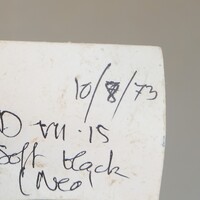 10/8/73
D VII.15
Soft black
(Neo)